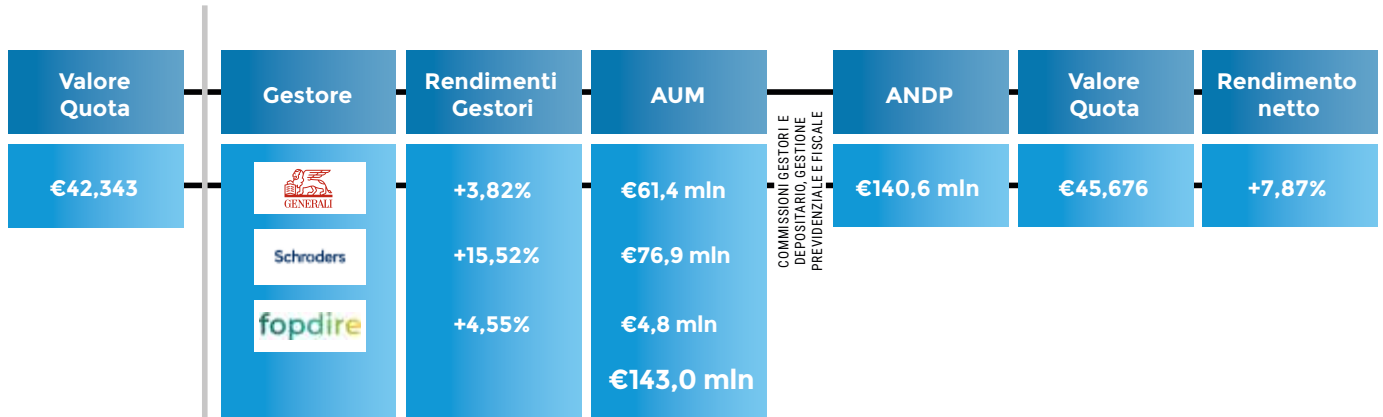 Valore
Quota
Gestore
Rendimenti
Gestori
AUM
COMMISSIONI GESTORI E
DEPOSITARIO, GESTIONE
PREVIDENZIALE E FISCALE
ANDP
Valore
Quota
Rendimento
netto
€42,343
GENERALI
+3,82%
€61,4 mln
€140,6 mln
€45,676
+7,87%
Schroders
+15,52%
€76,9 mln
fopdire
+4,55%
€4,8 mln
€143,0 mln